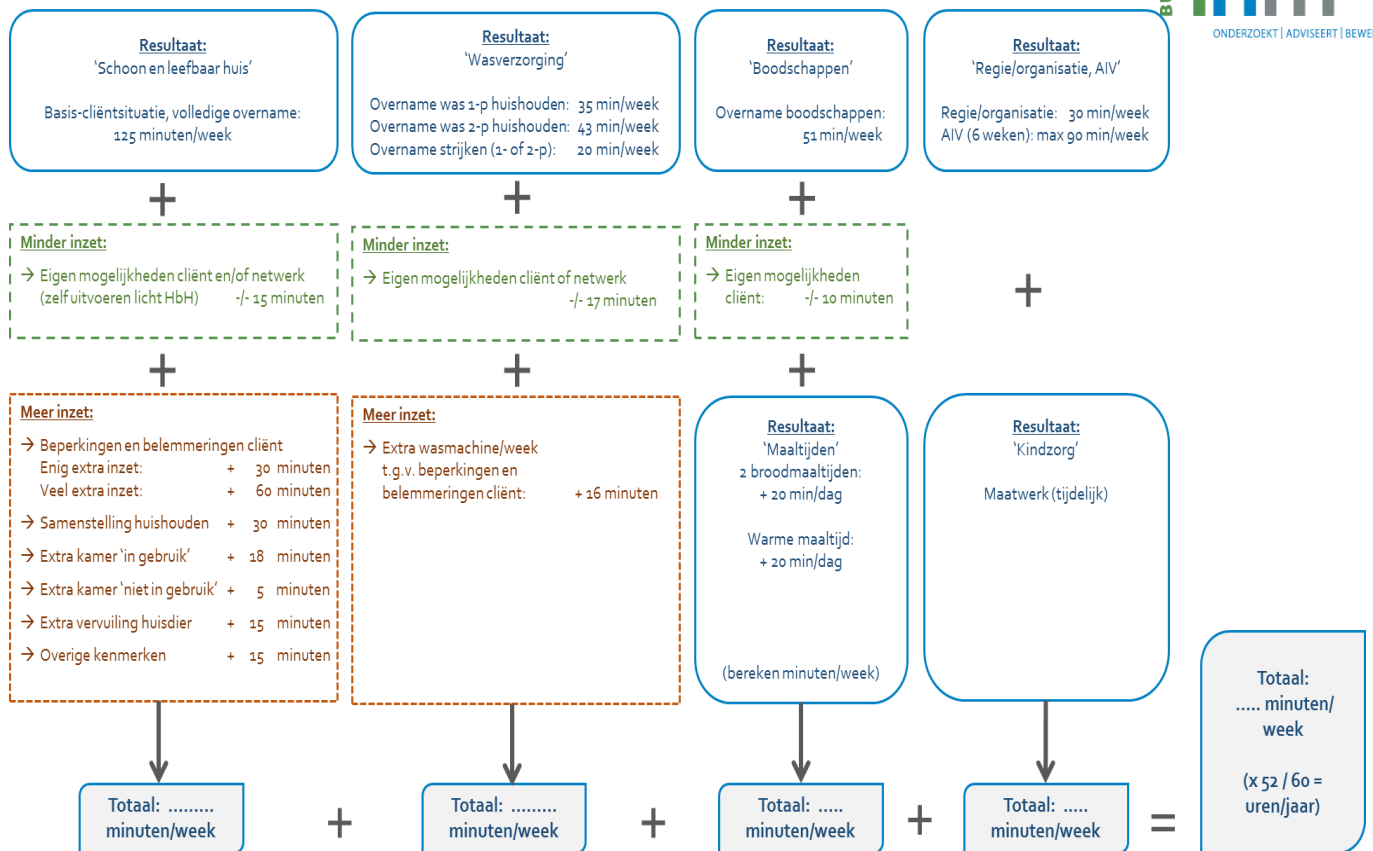 BU
ONDERZOEKT | ADVISEERT | BEWE
Resultaat:
‘Schoon en leefbaar huis’
Basis-cliëntsituatie, volledige overname:
125 minuten/week
Resultaat:
‘Wasverzorging’
Overname was 1-p huishouden: 35 min/week
Overname was 2-p huishouden: 43 min/week
Overname strijken (1- of 2-p): 20 min/week
Resultaat:
‘Boodschappen’
Overname boodschappen:
51 min/week
Resultaat:
‘Regie/organisatie, AIV’
Regie/organisatie: 30 min/week
AIV (6 weken): max 90 min/week
+
+
+
Minder inzet:
→ Eigen mogelijkheden cliënt en/of netwerk
(zelf uitvoeren licht HbH) -/- 15 minuten
Minder inzet:
→ Eigen mogelijkheden cliënt of netwerk
-/- 17 minuten
Minder inzet:
→ Eigen mogelijkheden
cliënt: -/- 10 minuten
+
+
+
+
Meer inzet:
→ Beperkingen en belemmeringen cliënt
Enig extra inzet: + 30 minuten
Veel extra inzet: + 60 minuten
→ Samenstelling huishouden + 30 minuten
→ Extra kamer ‘in gebruik’ + 18 minuten
→ Extra kamer ‘niet in gebruik’ + 5 minuten
→ Extra vervuiling huisdier + 15 minuten
→ Overige kenmerken + 15 minuten
Meer inzet:
→ Extra wasmachine/week
t.g.v. beperkingen en
belemmeringen cliënt: + 16 minuten
Resultaat:
‘Maaltijden’
2 broodmaaltijden:
+ 20 min/dag
Warme maaltijd:
+ 20 min/dag
(bereken minuten/week)
Resultaat:
‘Kindzorg’
Maatwerk (tijdelijk)
Totaal: .........
minuten/week
+
Totaal: .........
minuten/week
+
Totaal: .....
minuten/week
+
Totaal: .....
minuten/week
=
Totaal:
..... minuten/
week
(x 52 / 60 =
uren/jaar)